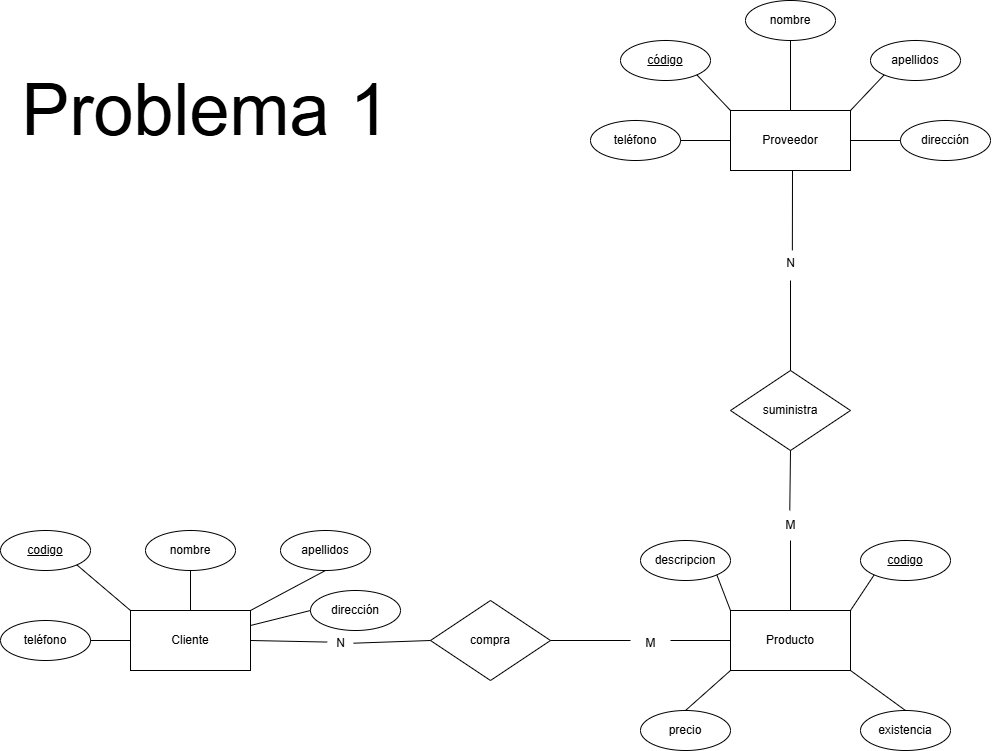 nombre
código
apellidos
Problema 1
teléfono
Proveedor
dirección
N
suministra
M
codigo
nombre
apellidos
descripcion
codigo
dirección
teléfono
Cliente
N
compra
M
Producto
precio
existencia